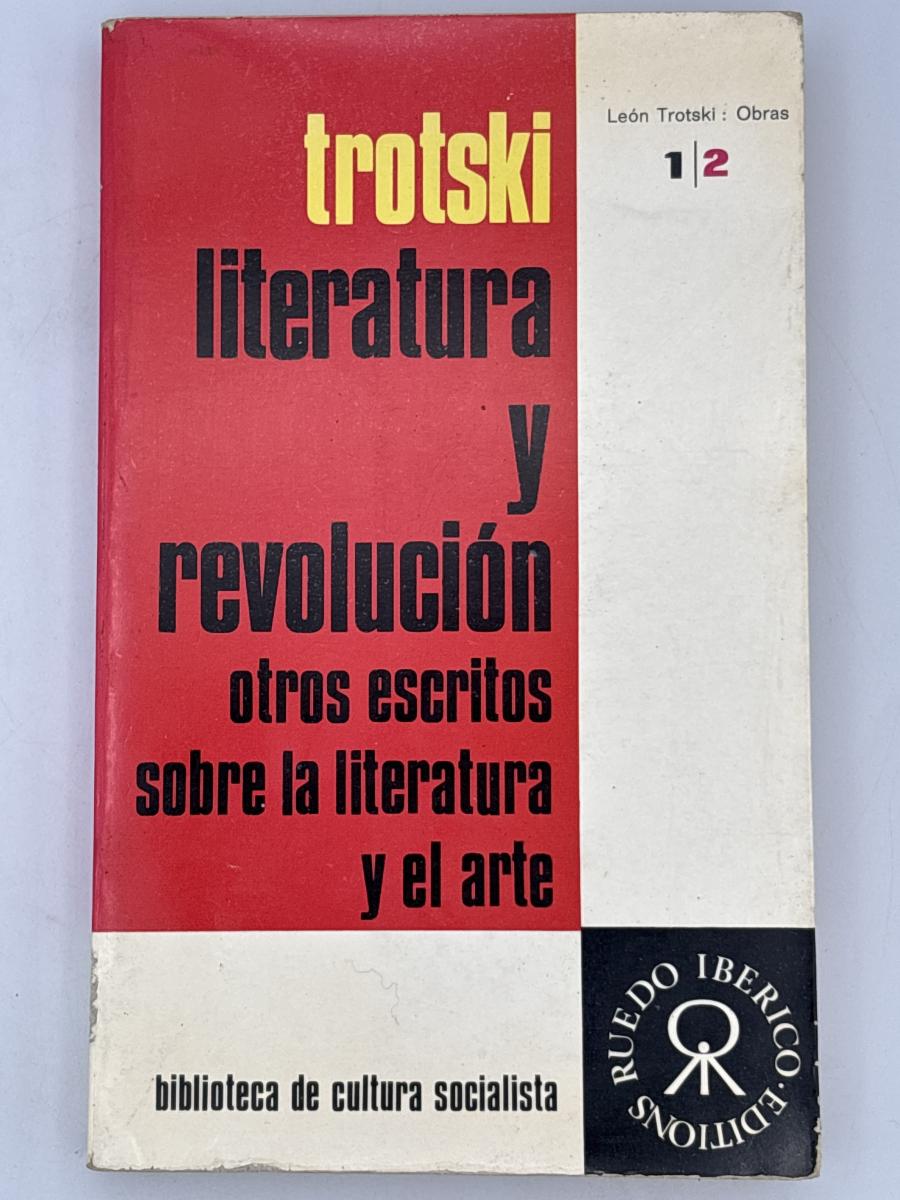 trotski
literatura
y
revolución
otros escritos
sobre la literatura
y el arte
León Trotski : Obras
1|2
biblioteca de cultura socialista
RUEDO IBERICO · EDITIONS